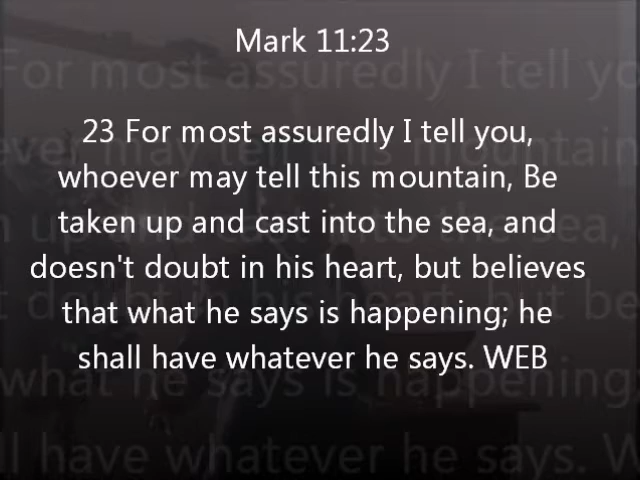 Mark 11:23
23 For most assuredly I tell you,
whoever may tell this mountain, Be
taken up and cast into the sea, and
doesn't doubt in his heart, but believes
that what he says is happening; he
shall have whatever he says. WEB